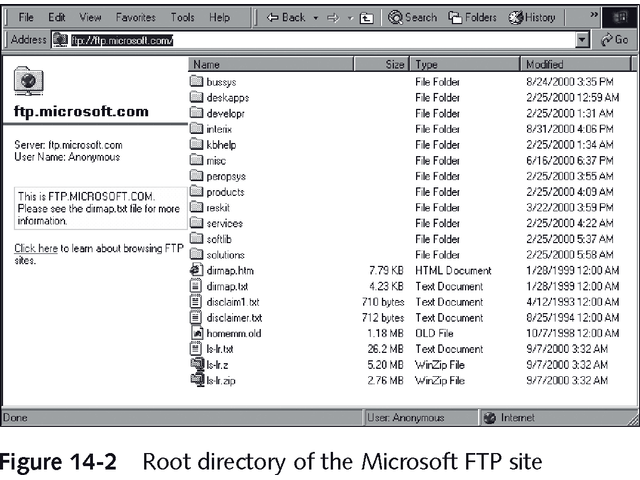 File Edit View Favorites Tools Help Back Search Folders History »
Address ftp://ftp.microsoft.com/ Go
Name Size Type Modified
bussys File Folder 8/24/2000 3:35 PM
deskapps File Folder 2/25/2000 12:59 AM
developr File Folder 2/25/2000 1:31 AM
interix File Folder 8/31/2000 4:06 PM
kbhelp File Folder 2/25/2000 1:34 AM
misc File Folder 6/16/2000 6:37 PM
peropsys File Folder 2/25/2000 3:55 AM
products File Folder 2/25/2000 4:09 AM
reskit File Folder 3/22/2000 3:59 PM
services File Folder 2/25/2000 4:22 AM
softlib File Folder 2/25/2000 5:37 AM
solutions File Folder 2/25/2000 5:58 AM
dirmap.htm 7.79 KB HTML Document 1/28/1999 12:00 AM
dirmap.txt 4.23 KB Text Document 1/28/1999 12:00 AM
disclaim1.txt 710 bytes Text Document 4/12/1993 12:00 AM
disclaimer.txt 712 bytes Text Document 8/25/1994 12:00 AM
homemm.old 1.18 MB OLD File 10/7/1998 12:00 AM
ls-lr.txt 26.2 MB Text Document 9/7/2000 3:32 AM
ls-lr.z 5.20 MB WinZip File 9/7/2000 3:32 AM
ls-lr.zip 2.76 MB WinZip File 9/7/2000 3:32 AM
ftp.microsoft.com
Server: ftp.microsoft.com
User Name: Anonymous
This is FTP.MICROSOFT.COM.
Please see the dirmap.txt file for more
information.
Click here to learn about browsing FTP
sites.
Done User: Anonymous Internet
Figure 14-2 Root directory of the Microsoft FTP site